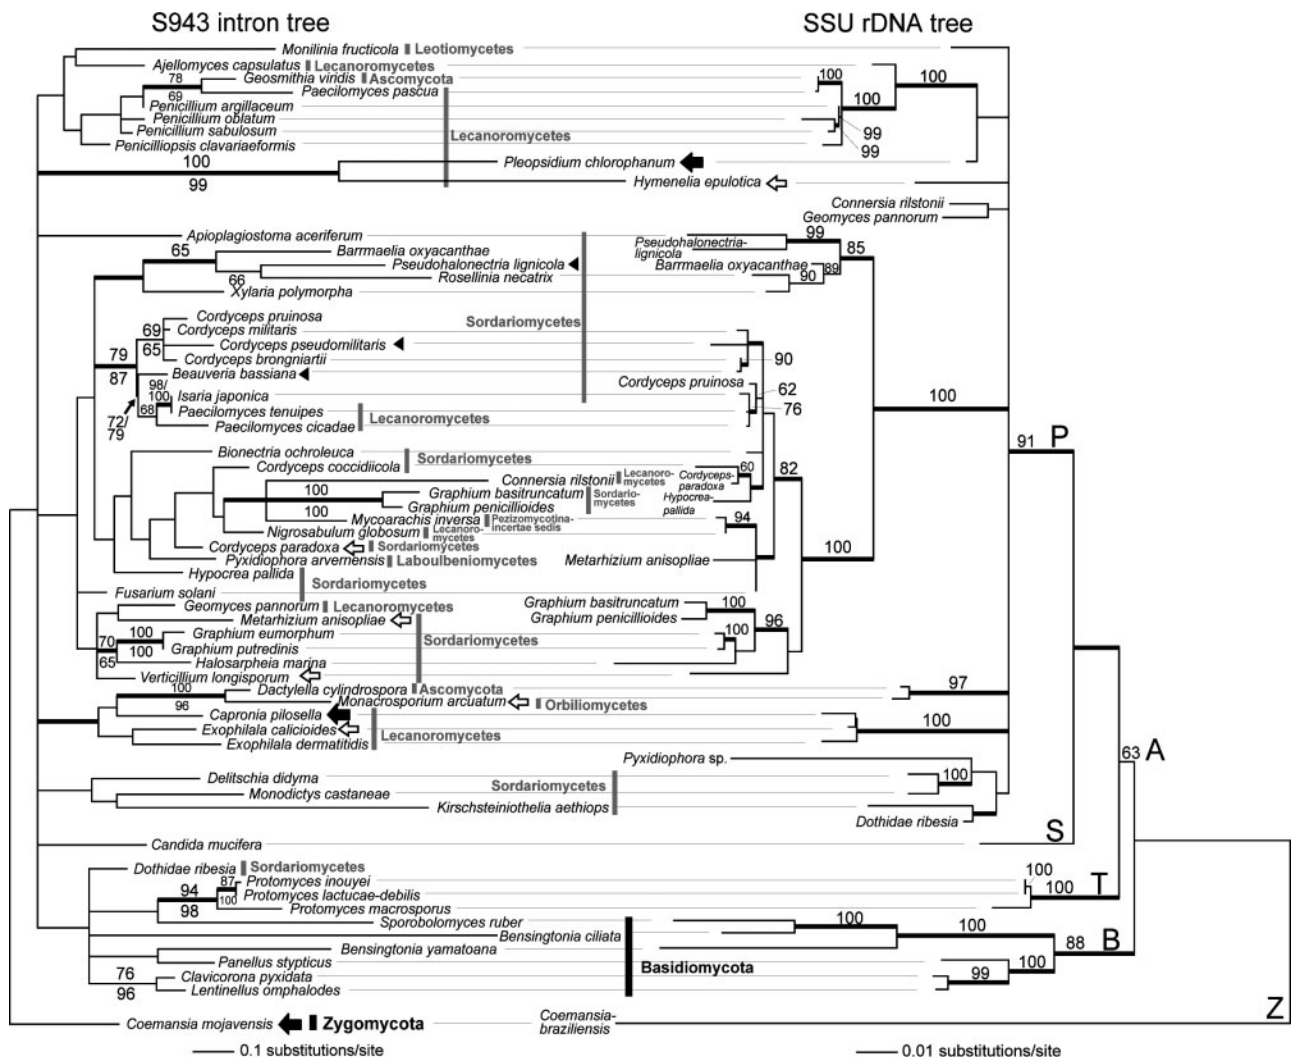 S943 intron tree
SSU rDNA tree
Monilinia fructicola
Leotiomycetes
Ajellomyces capsulatus
Lecanoromycetes
78
Geosmithia viridis
Ascomycota
100
100
69
Paecilomyces pascua
Penicillium argillaceum
100
Penicillium oblatum
Penicillium sabulosum
Lecanoromycetes
99
Penicilliopsis clavariaeformis
99
100
Pleopsidium chlorophanum
99
Hymenelia epulotica
Connersia rilstonii
Geomyces pannorum
Apioplagiostoma aceriferum
99
65
Barrmaelia oxyacanthae
Pseudohalonectria-
lignicola
85
Pseudohalonectria lignicola
Barrmaelia oxyacanthae
89
66
Rosellinia necatrix
90
Xylaria polymorpha
Cordyceps pruinosa
Sordariomycetes
69
Cordyceps militaris
65
Cordyceps pseudomilitaris
79
Cordyceps brongniartii
90
87
Beauveria bassiana
98/
100
Isaria japonica
Cordyceps pruinosa
62
100
68
Paecilomyces tenuipes
Lecanoromycetes
76
72/
79
Paecilomyces cicadae
91
P
Bionectria ochroleuca
Sordariomycetes
Cordyceps coccidiicola
60
82
Connersia rilstonii
Lecanoro-
mycetes
Cordyceps-
paradoxa
100
Graphium basitruncatum
Sordario-
mycetes
Hypocrea-
pallida
Graphium penicillioides
100
Mycoarachis inversa
Pezizomycotina-
incertae sedis
94
Nigrosabulum globosum
Lecanoro-
mycetes
Cordyceps paradoxa
Sordariomycetes
100
Pyxidiophora arvernensis
Laboulbeniomycetes
Metarhizium anisopliae
Hypocrea pallida
Sordariomycetes
Fusarium solani
Geomyces pannorum
Lecanoromycetes
Graphium basitruncatum
100
Metarhizium anisopliae
Graphium penicillioides
70
100
Graphium eumorphum
Sordariomycetes
100
96
100
Graphium putredinis
65
Halosarpheia marina
Verticillium longisporum
100
Dactylella cylindrospora
Ascomycota
97
96
Monacrosporium arcuatum
Orbiliomycetes
Capronia pilosella
100
Exophilala calicioides
Lecanoromycetes
Exophilala dermatitidis
63
A
Pyxidiophora sp.
Delitschia didyma
Sordariomycetes
100
Monodictys castaneae
Kirschsteiniothelia aethiops
Dothidae ribesia
Candida mucifera
S
Dothidae ribesia
Sordariomycetes
100
87
Protomyces inouyei
94
100
Protomyces lactucae-debilis
100
T
98
Protomyces macrosporus
Sporobolomyces ruber
100
100
Bensingtonia ciliata
88
B
Bensingtonia yamatoana
Panellus stypticus
Basidiomycota
100
76
Clavicorona pyxidata
99
96
Lentinellus omphalodes
Coemansia mojavensis
Zygomycota
Coemansia-
braziliensis
Z
0.1 substitutions/site
0.01 substitutions/site